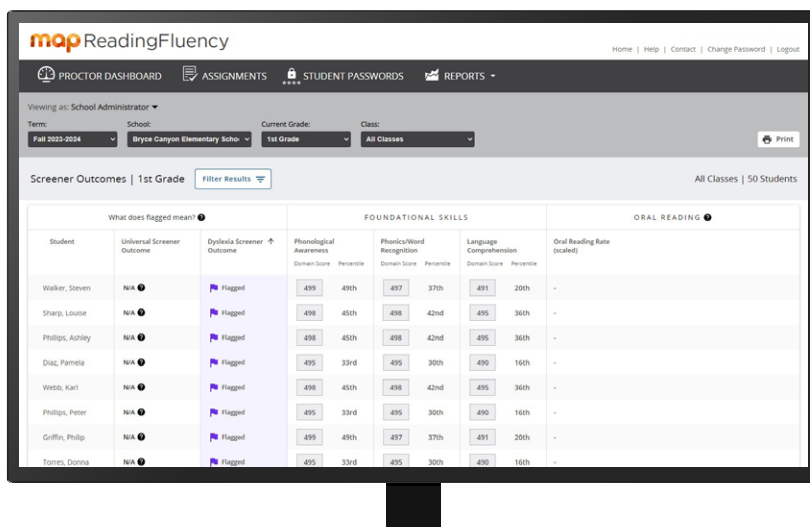 map ReadingFluency
Home | Help | Contact | Change Password | Logout
PROCTOR DASHBOARD ASSIGNMENTS STUDENT PASSWORDS REPORTS
Viewing as: School Administrator
Term: School: Current Grade: Class:
Fall 2023-2024 Bryce Canyon Elementary Schoo 1st Grade All Classes Print
Screener Outcomes | 1st Grade Filter Results All Classes | 50 Students
What does flagged mean? FOUNDATIONAL SKILLS ORAL READING
Student Universal Screener Outcome Dyslexia Screener Outcome Phonological Awareness Phonics/Word Recognition Language Comprehension Oral Reading Rate (scaled)
Domain Score Percentile Domain Score Percentile Domain Score Percentile
Walker, Steven N/A Flagged 499 49th 497 37th 491 20th -
Sharp, Louise N/A Flagged 498 45th 498 42nd 495 36th -
Phillips, Ashley N/A Flagged 498 45th 498 42nd 495 36th -
Diaz, Pamela N/A Flagged 495 33rd 495 30th 490 16th -
Webb, Karl N/A Flagged 498 45th 498 42nd 495 36th -
Phillips, Peter N/A Flagged 495 33rd 495 30th 490 16th -
Griffin, Philip N/A Flagged 499 49th 497 37th 491 20th -
Torres, Donna N/A Flagged 495 33rd 495 30th 490 16th